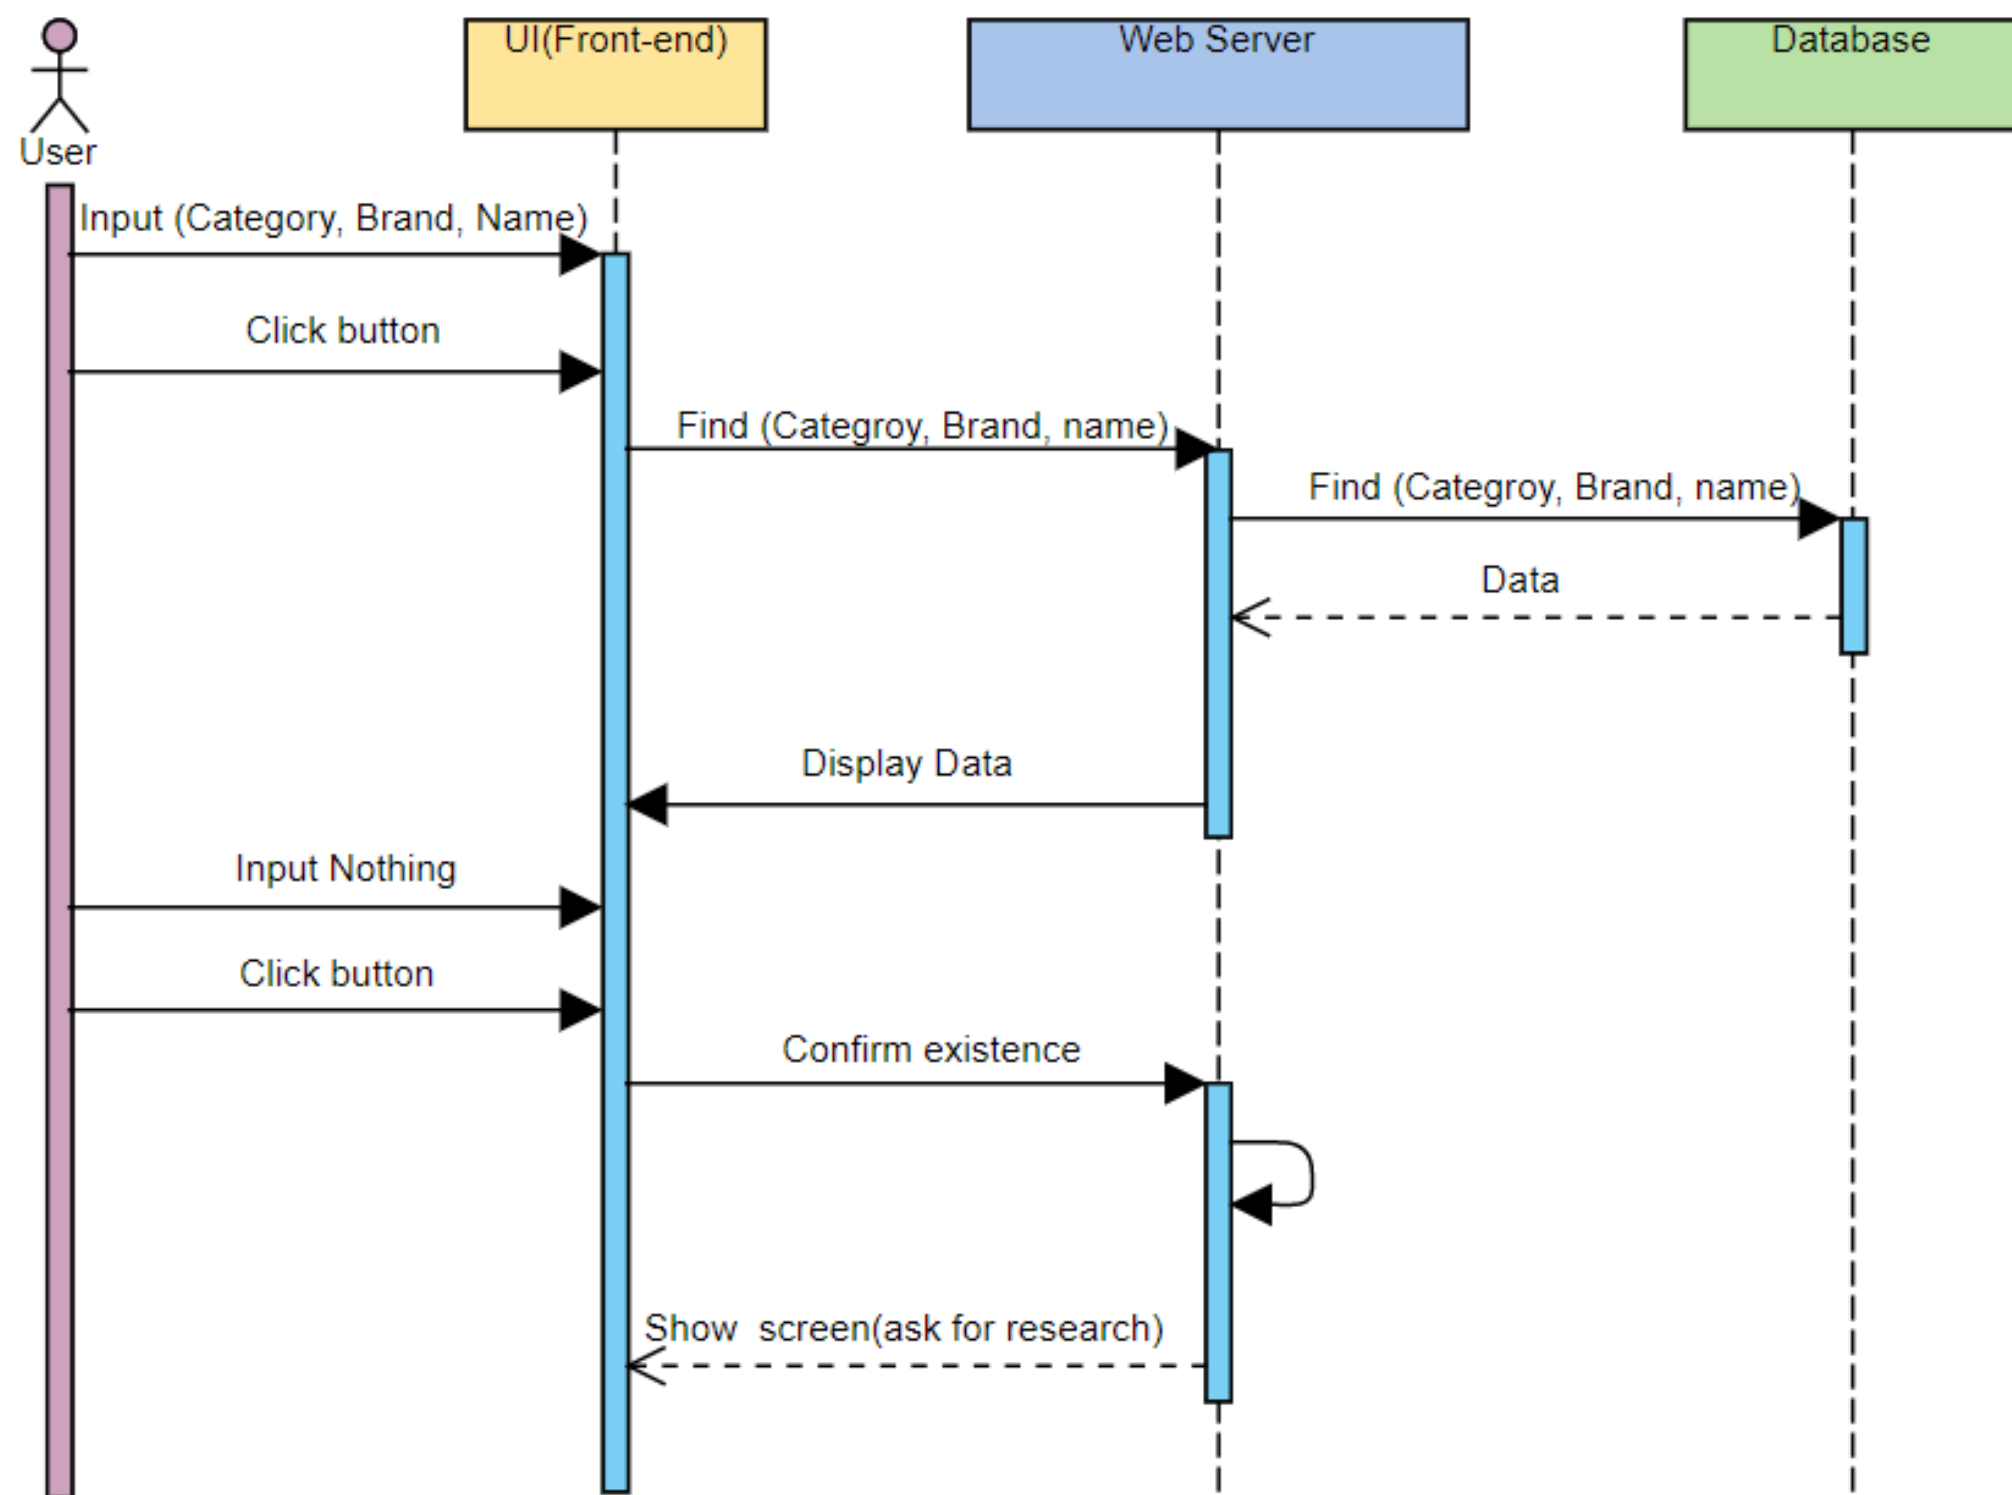 UI(Front-end)
Web Server
Database
User
Input (Category, Brand, Name)
Click button
Find (Categroy, Brand, name)
Find (Categroy, Brand, name)
Data
Display Data
Input Nothing
Click button
Confirm existence
Show  screen(ask for research)